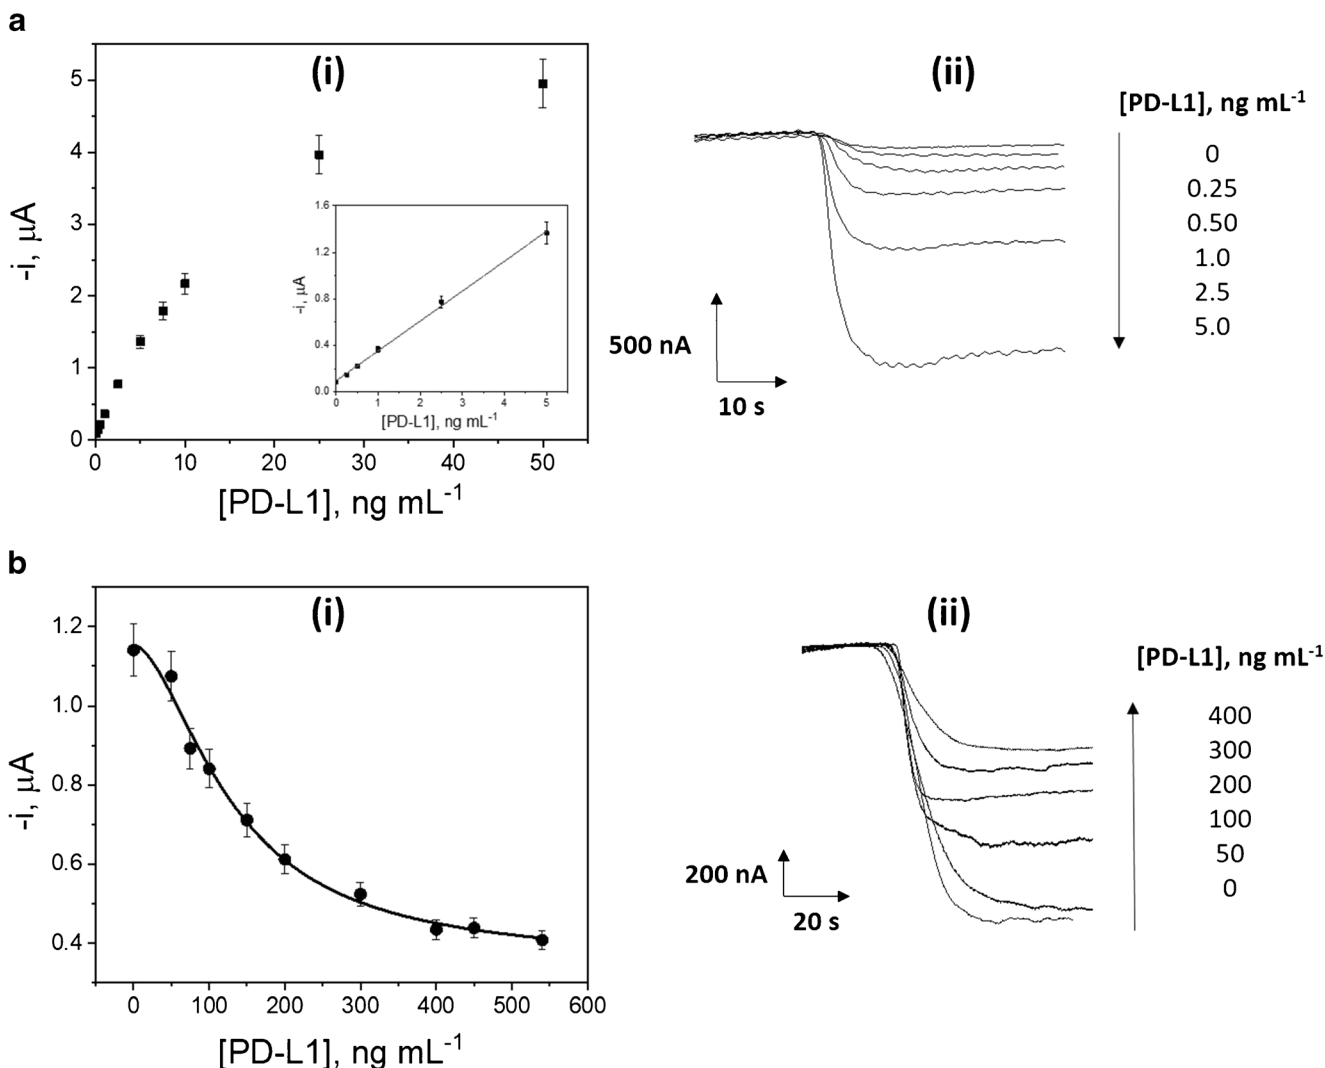 a
(i)
-i, μA
5
4
3
2
1
0
0 10 20 30 40 50
[PD-L1], ng mL-1
-i, μA
1.6
1.2
0.8
0.4
0.0
0 1 2 3 4 5
[PD-L1], ng mL-1
(ii)
[PD-L1], ng mL-1
0
0.25
0.50
1.0
2.5
5.0
500 nA
10 s
b
(i)
-i, μA
1.2
1.0
0.8
0.6
0.4
0 100 200 300 400 500 600
[PD-L1], ng mL-1
(ii)
[PD-L1], ng mL-1
400
300
200
100
50
0
200 nA
20 s